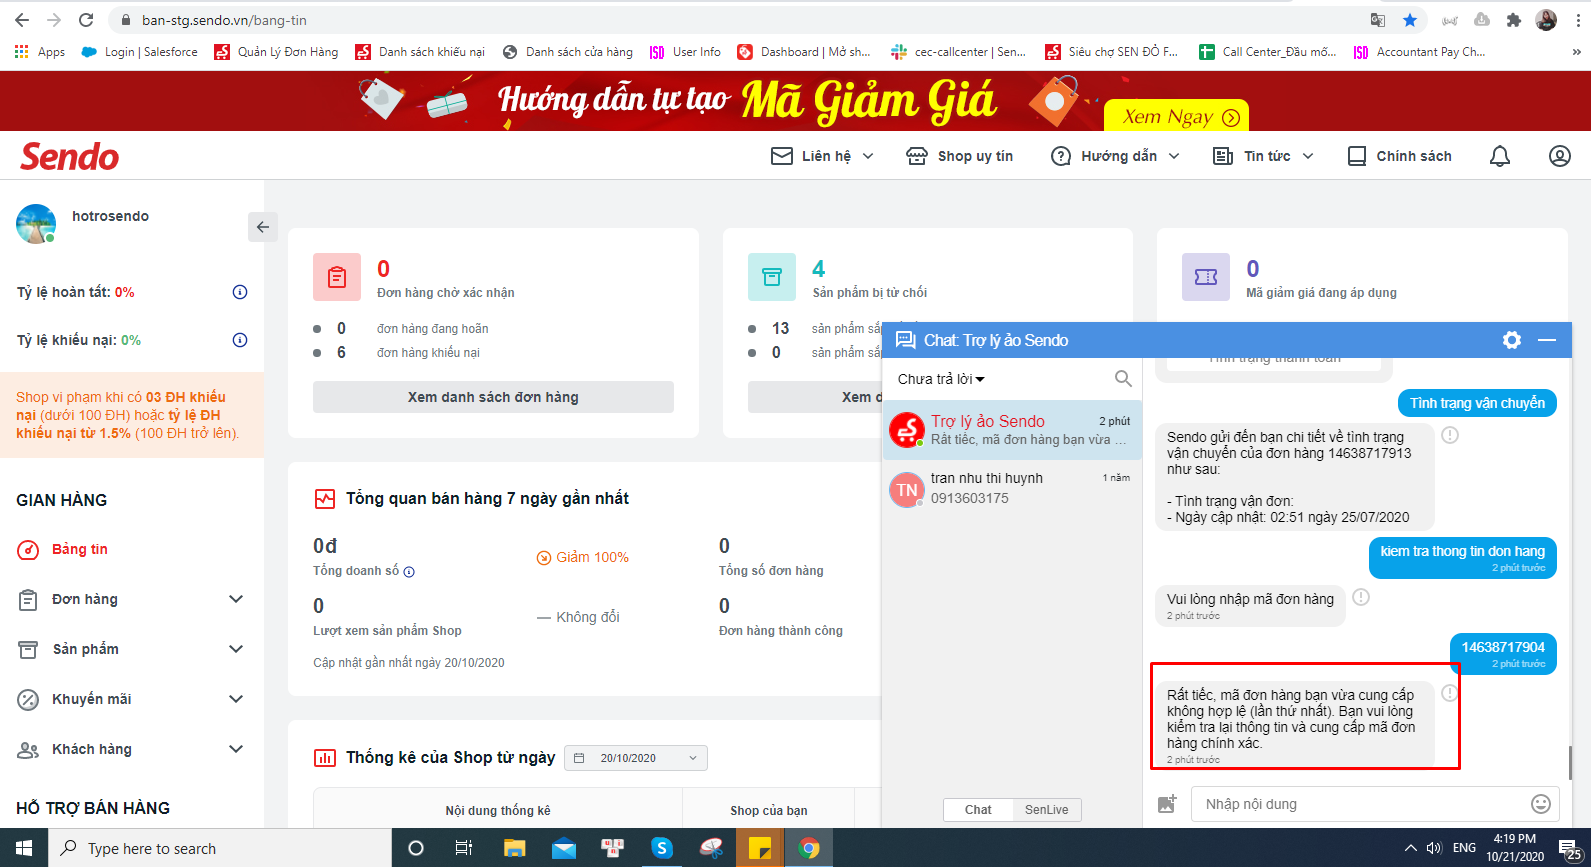 ban-stg.sendo.vn/bang-tin
Apps
Login | Salesforce
Quản Lý Đơn Hàng
Danh sách khiếu nại
Danh sách cửa hàng
User Info
Dashboard | Mở sh...
cec-callcenter | Sen...
Siêu chợ SEN ĐỎ F...
Call Center_Đầu mố...
Accountant Pay Ch...
Hướng dẫn tự tạo Mã Giảm Giá
Xem Ngay
Sendo
Liên hệ
Shop uy tín
Hướng dẫn
Tin tức
Chính sách
hotrosendo
Tỷ lệ hoàn tất: 0%
Tỷ lệ khiếu nại: 0%
Shop vi phạm khi có 03 ĐH khiếu
nại (dưới 100 ĐH) hoặc tỷ lệ ĐH
khiếu nại từ 1.5% (100 ĐH trở lên).
GIAN HÀNG
Bảng tin
Đơn hàng
Sản phẩm
Khuyến mãi
Khách hàng
HỖ TRỢ BÁN HÀNG
0
Đơn hàng chờ xác nhận
0 đơn hàng đang hoãn
6 đơn hàng khiếu nại
Xem danh sách đơn hàng
4
Sản phẩm bị từ chối
13 sản phẩm sắ
0 sản phẩm sắ
Xem d
0
Mã giảm giá đang áp dụng
Tổng quan bán hàng 7 ngày gần nhất
0đ
Tổng doanh số
Giảm 100%
0
Tổng số đơn hàng
0
Lượt xem sản phẩm Shop
— Không đổi
0
Đơn hàng thành công
Cập nhật gần nhất ngày 20/10/2020
Thống kê của Shop từ ngày
20/10/2020
Nội dung thống kê
Shop của bạn
Chat: Trợ lý ảo Sendo
Chưa trả lời
Trợ lý ảo Sendo
2 phút
Rất tiếc, mã đơn hàng bạn vừa ...
TN
tran nhu thi huynh
1 năm
0913603175
Chat
SenLive
Tình trạng thanh toán
Tình trạng vận chuyển
Sendo gửi đến bạn chi tiết về tình trạng
vận chuyển của đơn hàng 14638717913
như sau:
- Tình trạng vận đơn:
- Ngày cập nhật: 02:51 ngày 25/07/2020
kiem tra thong tin don hang
2 phút trước
Vui lòng nhập mã đơn hàng
2 phút trước
14638717904
2 phút trước
Rất tiếc, mã đơn hàng bạn vừa cung cấp
không hợp lệ (lần thứ nhất). Bạn vui lòng
kiểm tra lại thông tin và cung cấp mã đơn
hàng chính xác.
2 phút trước
Nhập nội dung
Type here to search
ENG
4:19 PM
10/21/2020
25